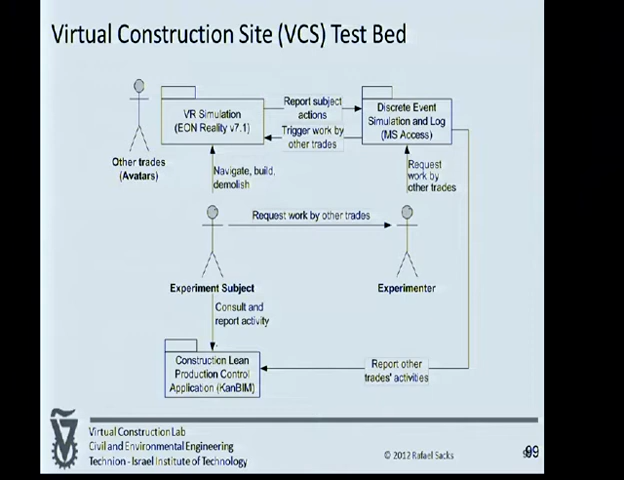 Virtual Construction Site (VCS) Test Bed
VR Simulation
(EON Reality v7.1)
Report subject
actions
Trigger work by
other trades
Discrete Event
Simulation and Log
(MS Access)
Other trades
(Avatars)
Navigate, build,
demolish
Request
work by
other trades
Request work by other trades
Experiment Subject
Experimenter
Consult and
report activity
Construction Lean
Production Control
Application (KanBIM)
Report other
trades' activities
Virtual Construction Lab
Civil and Environmental Engineering
Technion - Israel Institute of Technology
© 2012 Rafael Sacks
99